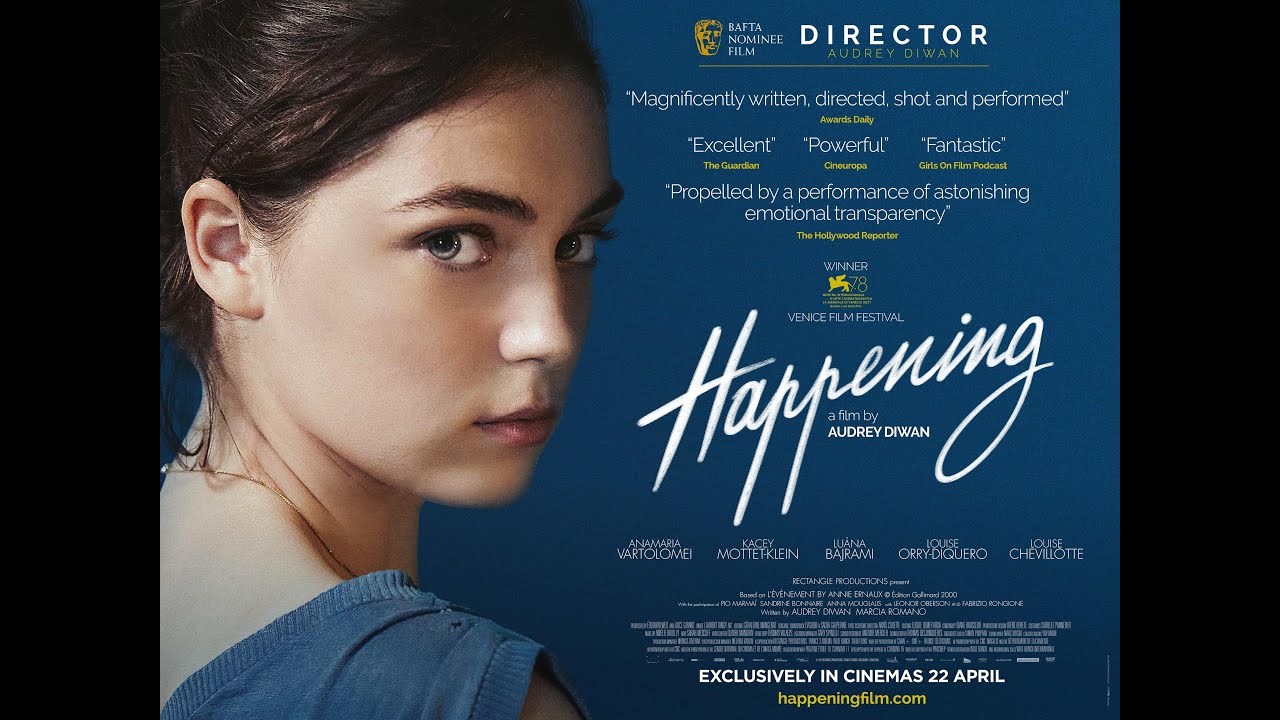 BAFTA
NOMINEE
FILM
DIRECTOR
AUDREY DIWAN
“Magnificently written, directed, shot and performed”
Awards Daily
“Excellent” “Powerful” “Fantastic”
The Guardian Cineuropa Girls On Film Podcast
“Propelled by a performance of astonishing
emotional transparency”
The Hollywood Reporter
WINNER
78
VENICE FILM FESTIVAL
Happening
a film by
AUDREY DIWAN
ANAMARIA VARTOLOMEI
KACEY MOTTET-KLEIN
LUÀNA BAJRAMI
LOUISE ORRY-DIQUERO
LOUISE CHEVILLOTTE
RECTANGLE PRODUCTIONS present
Based on L'ÉVÉNEMENT BY ANNIE ERNAUX © Édition Gallimard 2000
With the participation of PIO MARMAÏ SANDRINE BONNAIRE ANNA MOUGLALIS with LEONOR OBERSON and FABRIZIO RONGIONE
Written by AUDREY DIWAN MARCIA ROMANO
EXCLUSIVELY IN CINEMAS 22 APRIL
happeningfilm.com